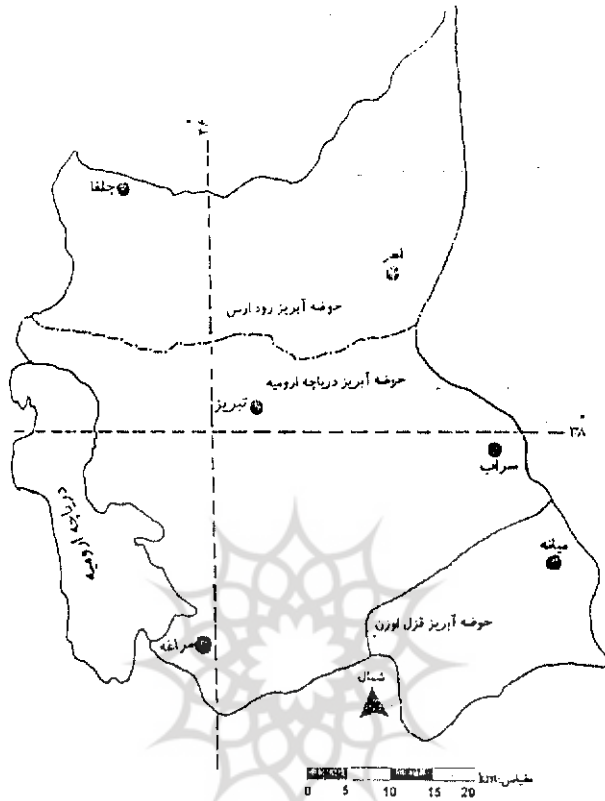 ۴۶°
جلفا
اهر
حوضه آبریز رود ارس
حوضه آبریز دریاچه ارومیه
تبریز
۳۸°
سراب
دریاچه ارومیه
میانه
حوضه آبریز قزل اوزن
مراغه
شمال
مقیاس:km
0 5 10 15 20